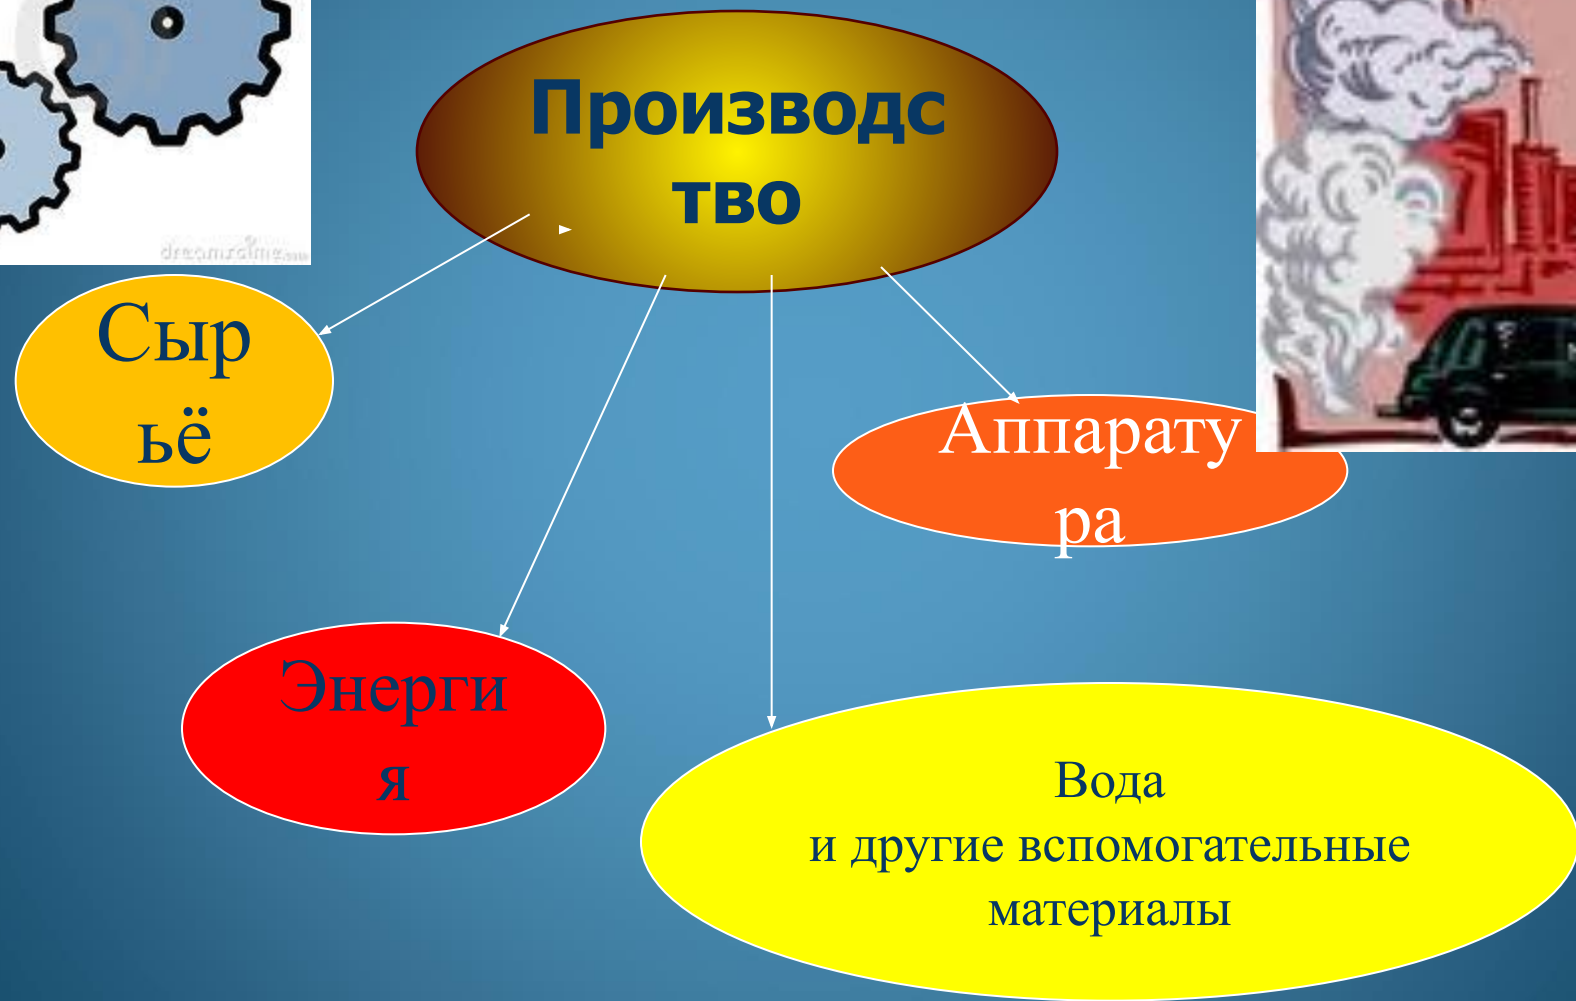 Производс
тво
Сыр
ьё
Аппарату
ра
Энерги
я
Вода
и другие вспомогательные
материалы